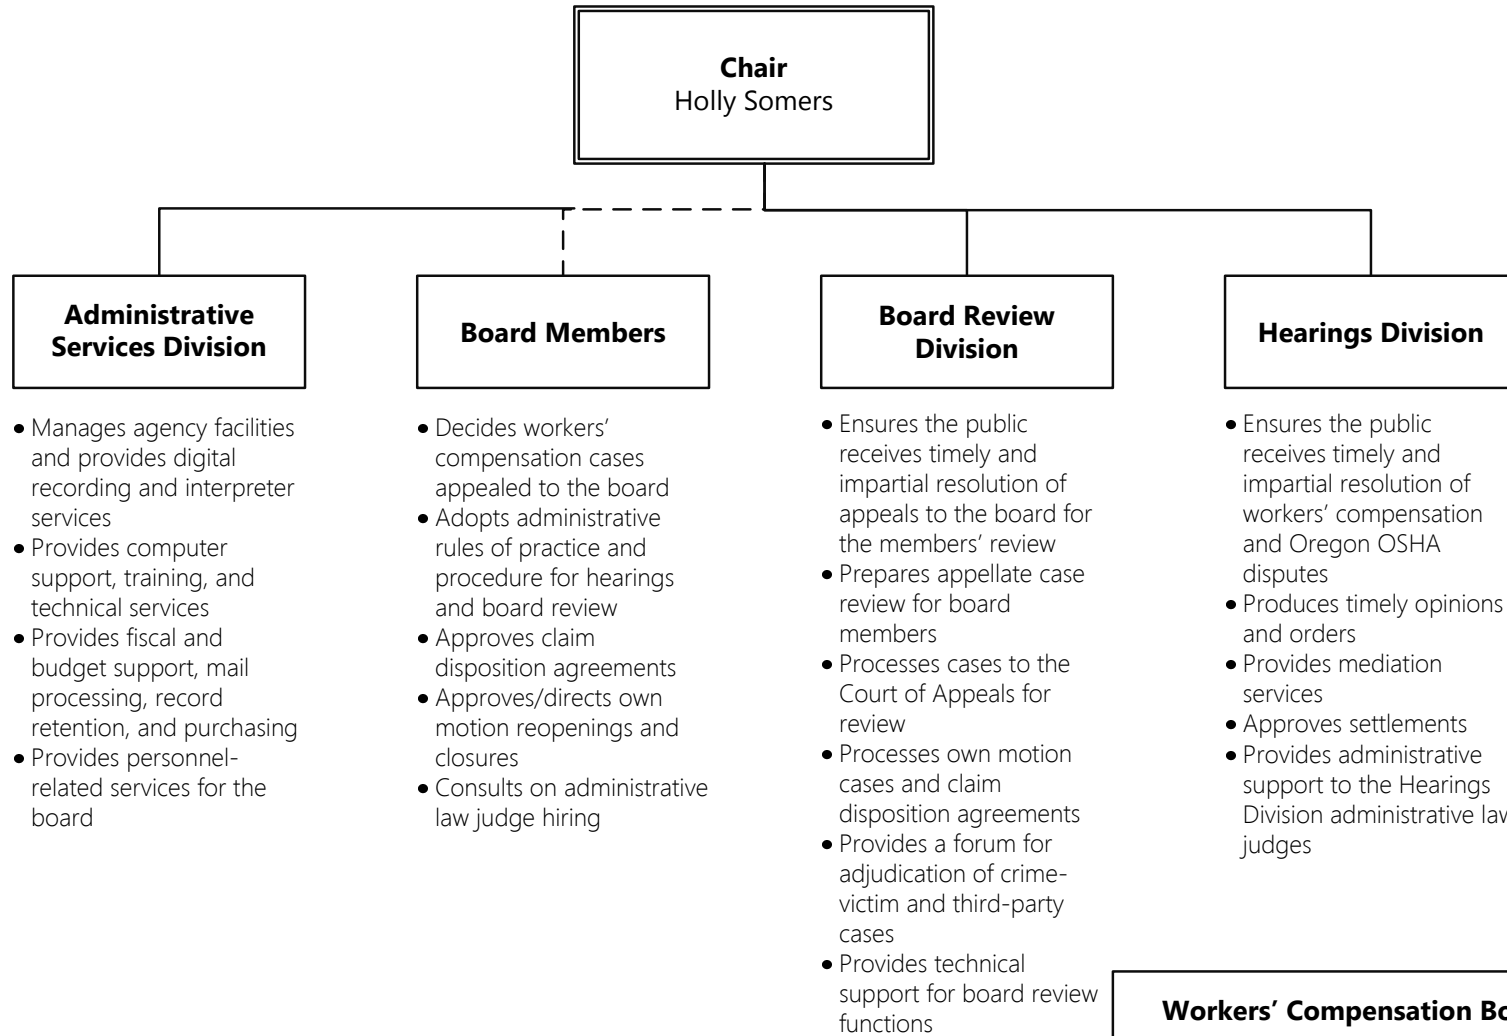 Chair
Holly Somers
Administrative
Services Division
• Manages agency facilities
and provides digital
recording and interpreter
services
• Provides computer
support, training, and
technical services
• Provides fiscal and
budget support, mail
processing, record
retention, and purchasing
• Provides personnel-
related services for the
board
Board Members
• Decides workers’
compensation cases
appealed to the board
• Adopts administrative
rules of practice and
procedure for hearings
and board review
• Approves claim
disposition agreements
• Approves/directs own
motion reopenings and
closures
• Consults on administrative
law judge hiring
Board Review
Division
• Ensures the public
receives timely and
impartial resolution of
appeals to the board for
the members’ review
• Prepares appellate case
review for board
members
• Processes cases to the
Court of Appeals for
review
• Processes own motion
cases and claim
disposition agreements
• Provides a forum for
adjudication of crime-
victim and third-party
cases
• Provides technical
support for board review
functions
Hearings Division
• Ensures the public
receives timely and
impartial resolution of
workers’ compensation
and Oregon OSHA
disputes
• Produces timely opinions
and orders
• Provides mediation
services
• Approves settlements
• Provides administrative
support to the Hearings
Division administrative
judges
Workers’ Compensation